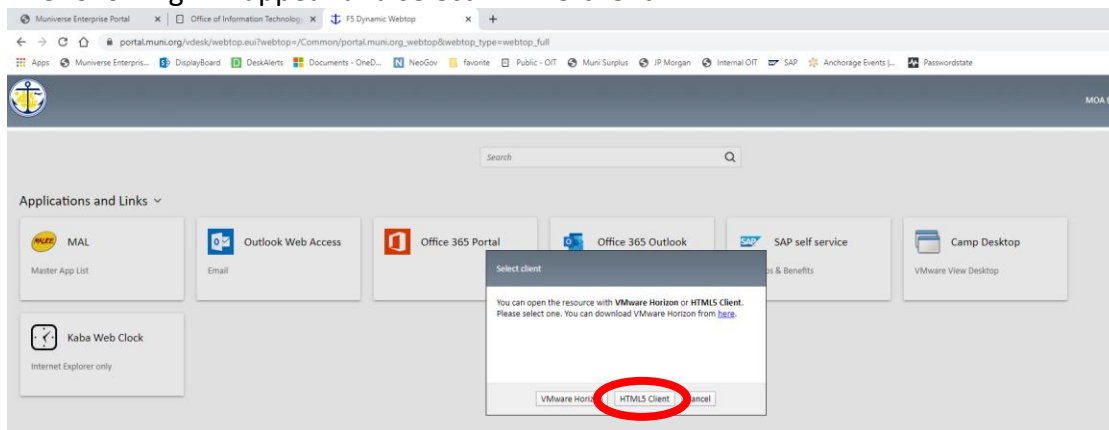 Muniverse Enterprise Portal
Office of Information Technolog
F5 Dynamic Webtop
portal.muni.org/vdesk/webtop.eui?webtop=/Common/portal.muni.org_webtop&webtop_type=webtop_full
Apps Muniverse Enterpris... DisplayBoard DeskAlerts Documents - OneD... NeoGov favorite Public - OIT Muni Surplus JP Morgan Internal OIT SAP Anchorage Events |... Passwordstate
MOA
Search
Applications and Links
MAL
Master App List
Outlook Web Access
Email
Office 365 Portal
Office 365 Outlook
SAP self service
& Benefits
Camp Desktop
VMware View Desktop
Kaba Web Clock
Internet Explorer only
Select client
You can open the resource with VMware Horizon or HTML5 Client.
Please select one. You can download VMware Horizon from here.
VMware Horiz
HTML5 Client
ancel